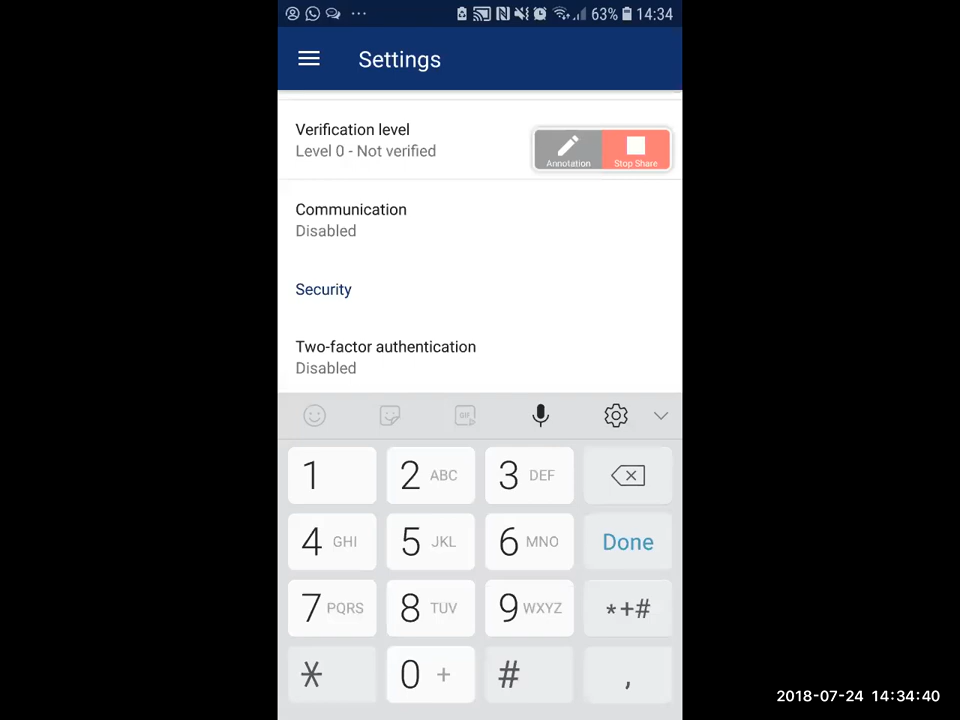 63% 14:34
Settings
Verification level
Level 0 - Not verified
Annotation
Stop Share
Communication
Disabled
Security
Two-factor authentication
Disabled
GIF
1
2 ABC
3 DEF
4 GHI
5 JKL
6 MNO
Done
7 PQRS
8 TUV
9 WXYZ
*+#
*
0 +
#
,
2018-07-24 14:34:40